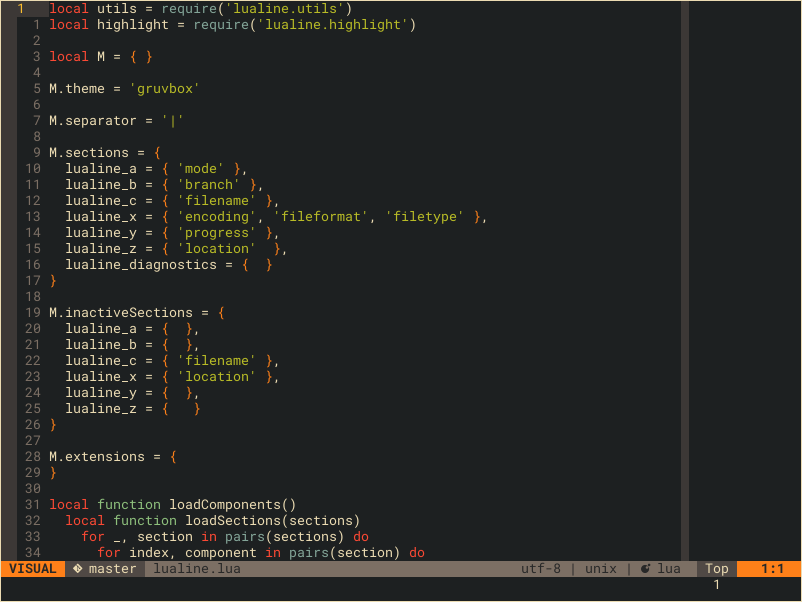 1 local utils = require('lualine.utils')
1 local highlight = require('lualine.highlight')
2
3 local M = { }
4
5 M.theme = 'gruvbox'
6
7 M.separator = '|'
8
9 M.sections = {
10   lualine_a = { 'mode' },
11   lualine_b = { 'branch' },
12   lualine_c = { 'filename' },
13   lualine_x = { 'encoding', 'fileformat', 'filetype' },
14   lualine_y = { 'progress' },
15   lualine_z = { 'location'  },
16   lualine_diagnostics = {  }
17 }
18
19 M.inactiveSections = {
20   lualine_a = {  },
21   lualine_b = {  },
22   lualine_c = { 'filename' },
23   lualine_x = { 'location' },
24   lualine_y = {  },
25   lualine_z = {   }
26 }
27
28 M.extensions = {
29 }
30
31 local function loadComponents()
32   local function loadSections(sections)
33     for _, section in pairs(sections) do
34       for index, component in pairs(section) do
VISUAL master lualine.lua utf-8 | unix | lua Top 1:1
1